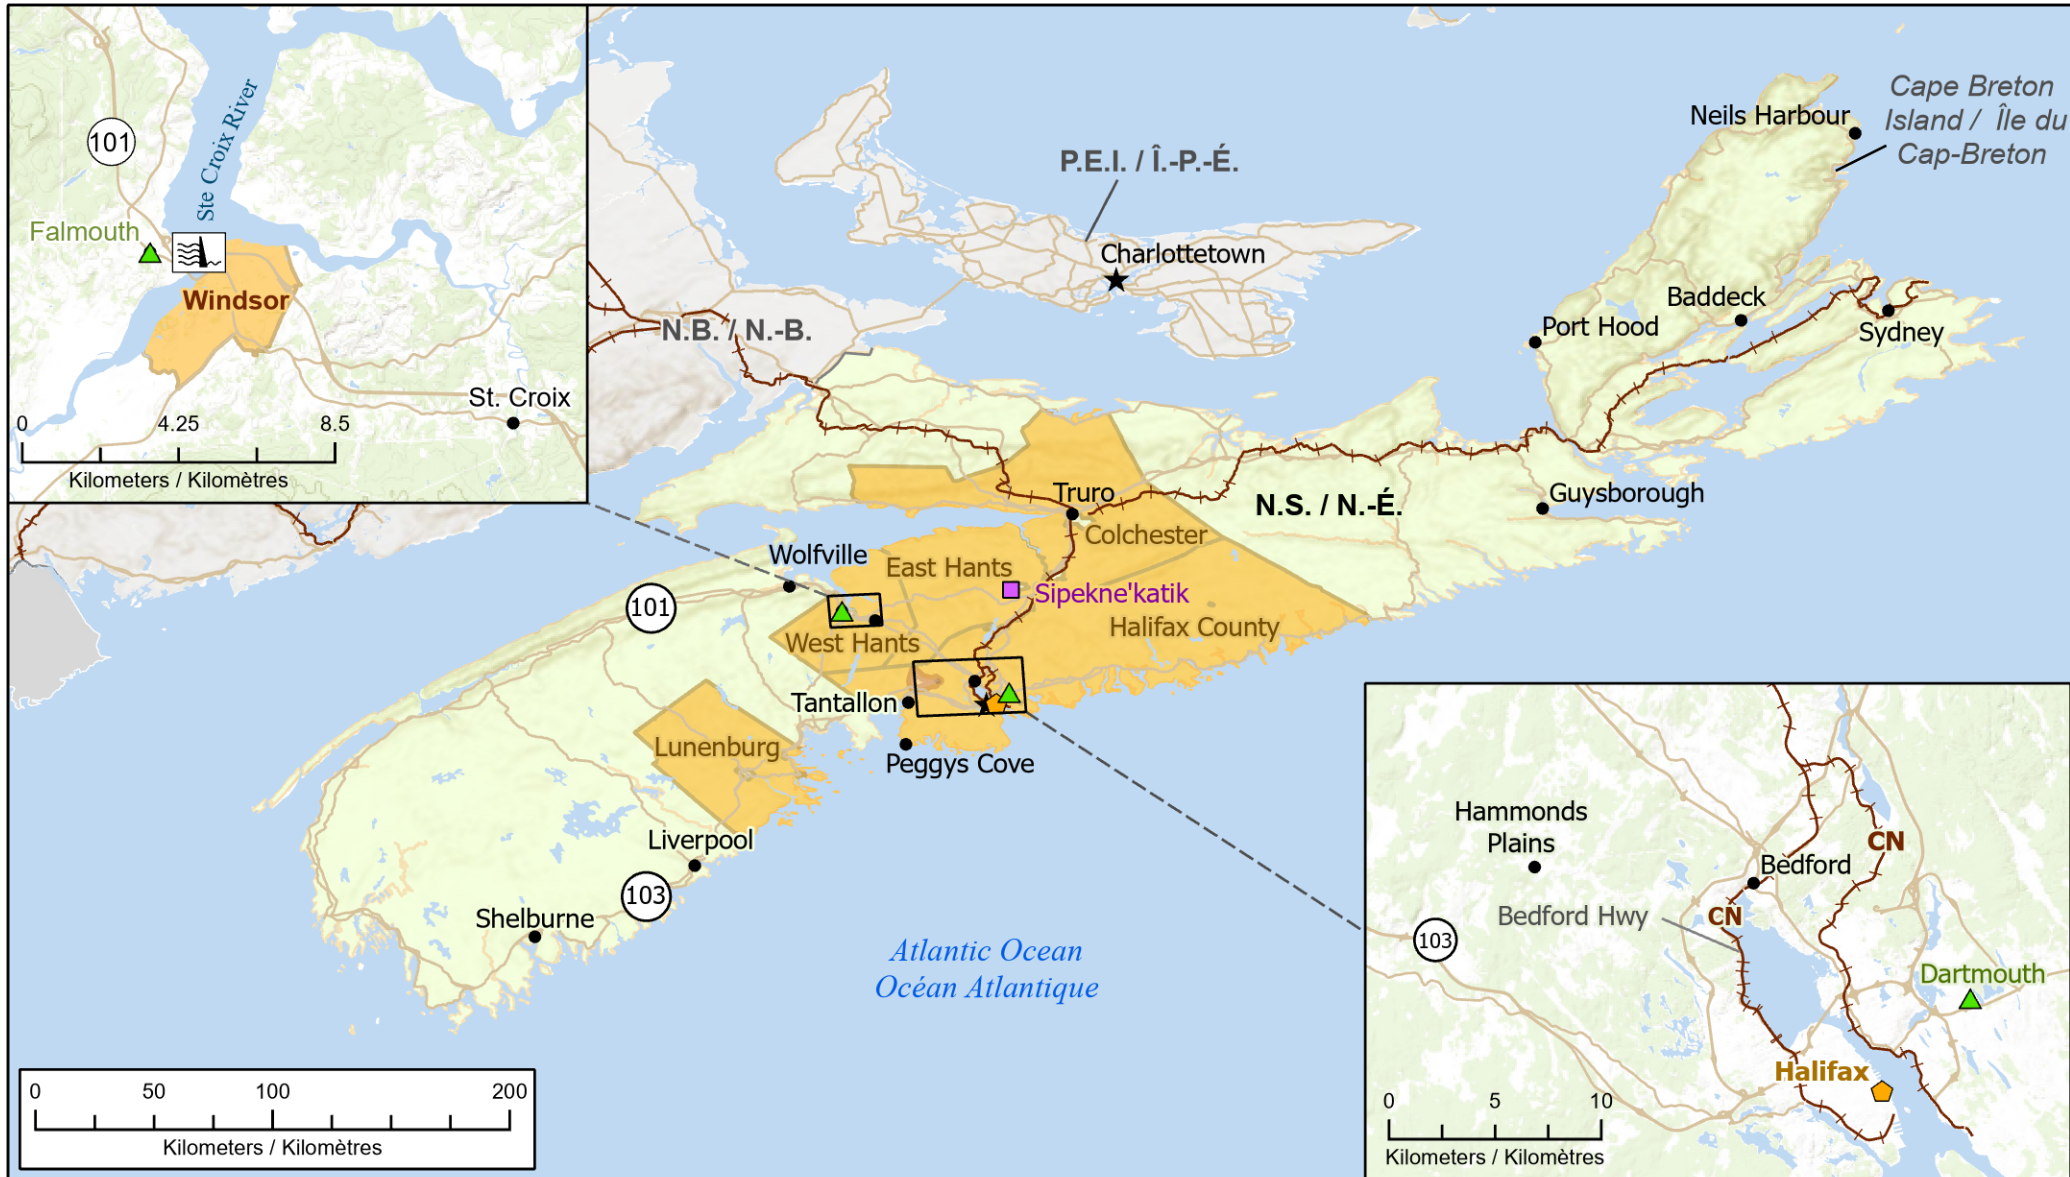 101
Ste Croix River
Falmouth
Windsor
St. Croix
0 4.25 8.5
Kilometers / Kilomètres
Cape Breton
Island / Île du
Cap-Breton
Neils Harbour
P.E.I. / Î.-P.-É.
Charlottetown
N.B. / N.-B.
Baddeck
Port Hood
Sydney
Truro
N.S. / N.-É.
Guysborough
Colchester
Wolfville
East Hants
Sipekne'katik
101
Halifax County
West Hants
Tantallon
Lunenburg
Peggys Cove
Liverpool
103
Shelburne
Atlantic Ocean
Océan Atlantique
0 50 100 200
Kilometers / Kilomètres
Hammonds
Plains
CN
Bedford
Bedford Hwy
CN
103
Dartmouth
Halifax
0 5 10
Kilometers / Kilomètres